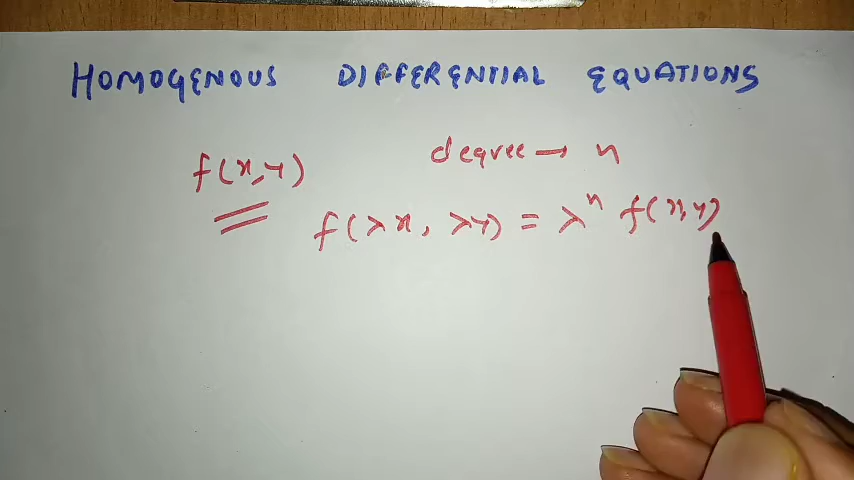 HOMOGENOUS DIFFERENTIAL EQUATIONS
f(x,y) degree → n
f(λx, λy) = λⁿ f(x,y)